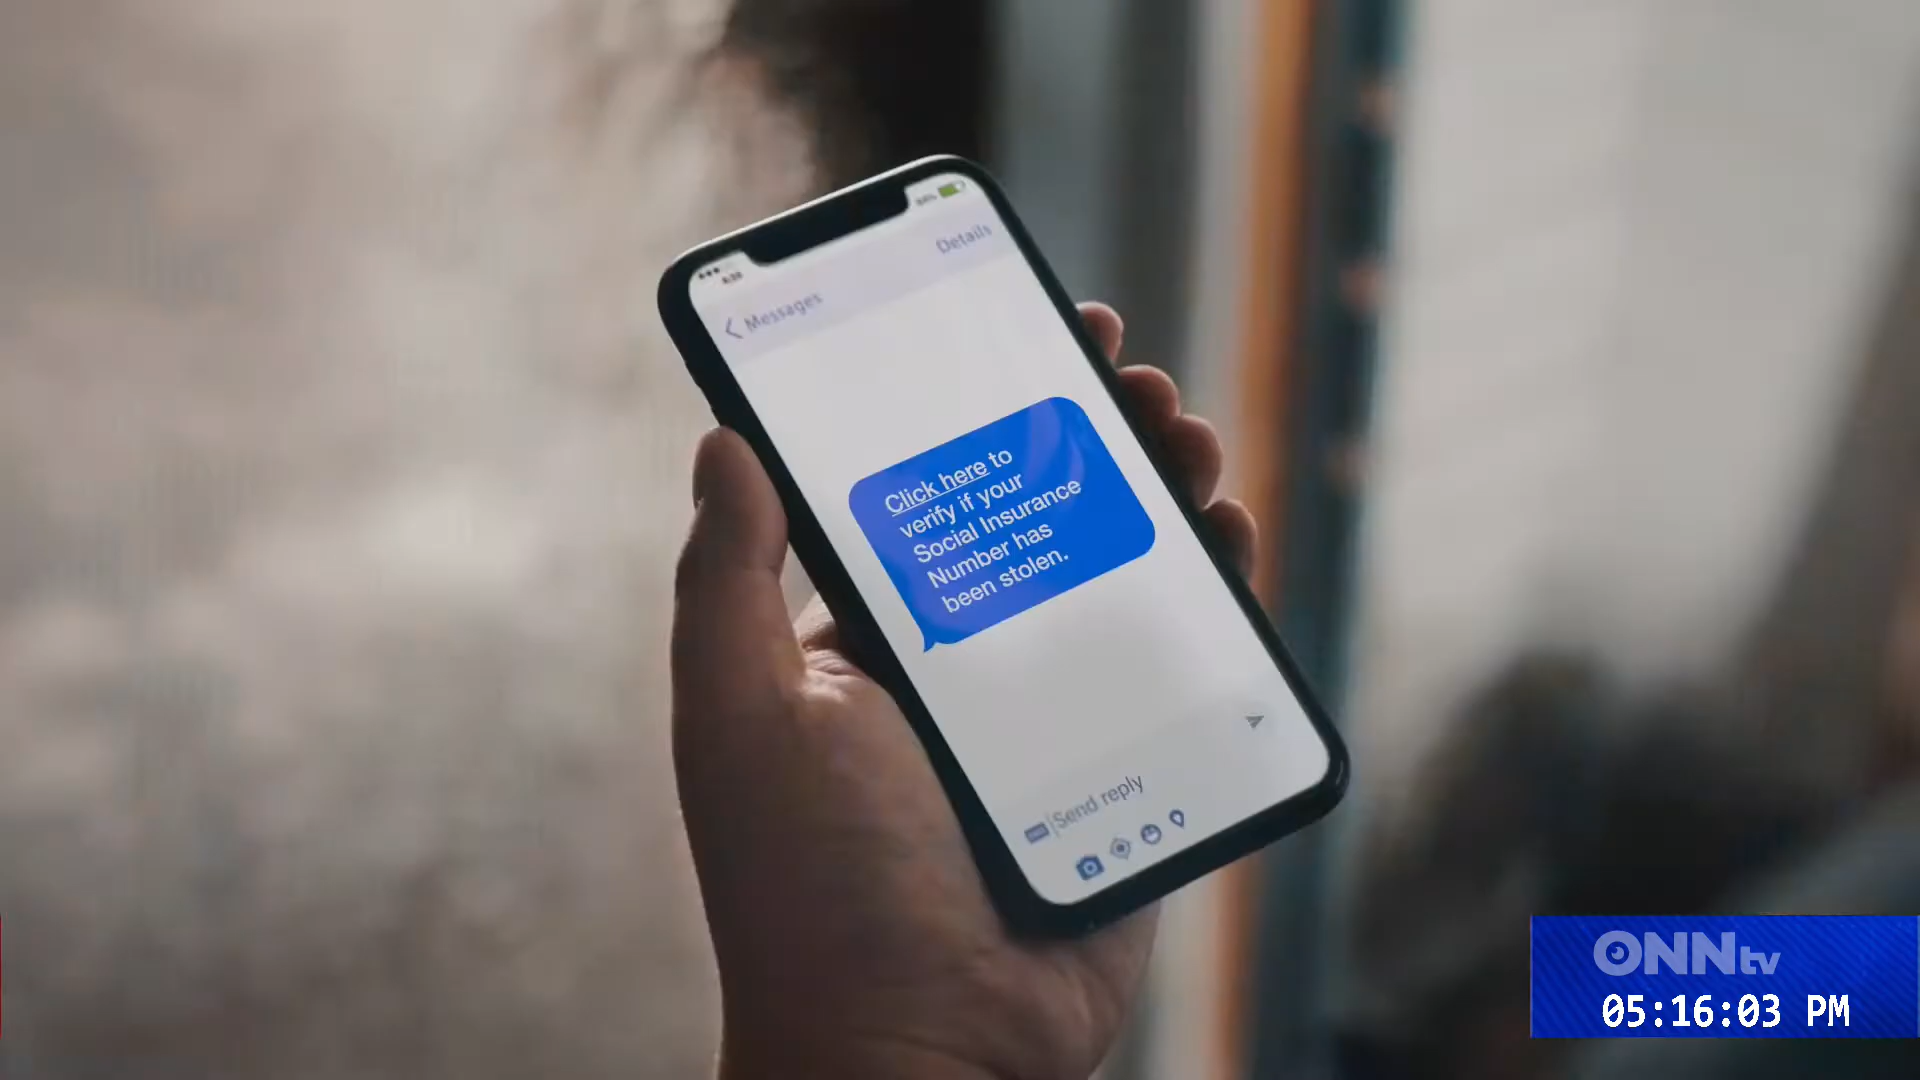 Details
Messages
Click here to
verify if your
Social Insurance
Number has
been stolen.
Send reply
ONNtv
05:16:03 PM